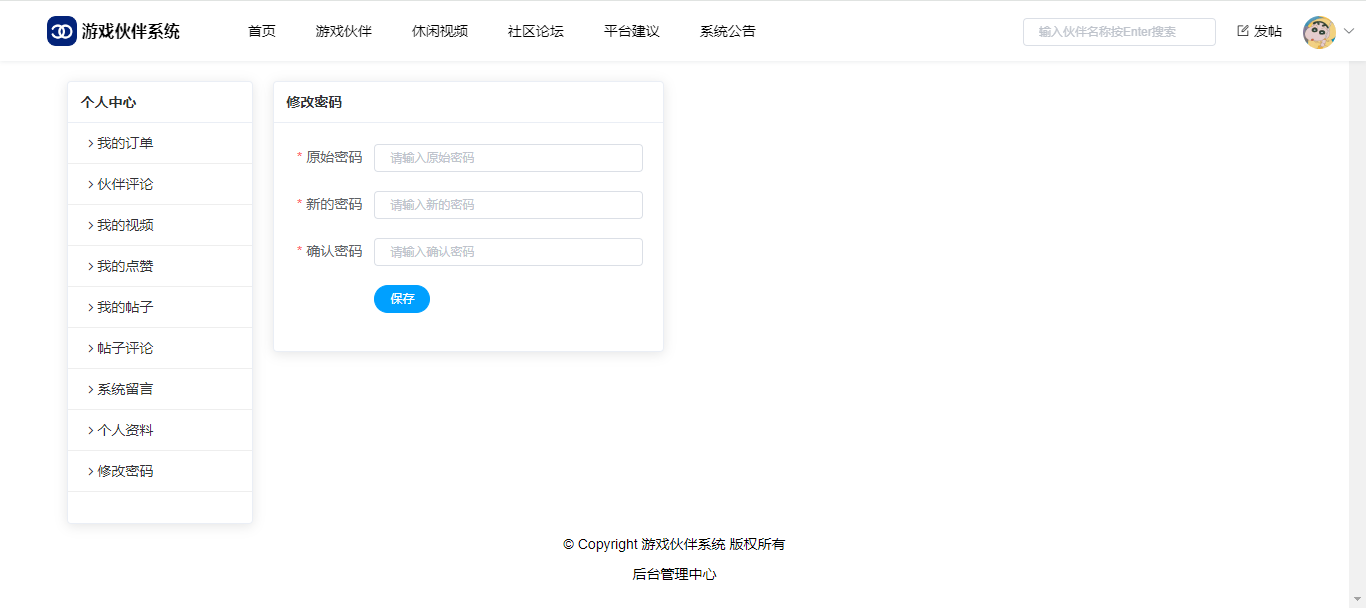 游戏伙伴系统 首页 游戏伙伴 休闲视频 社区论坛 平台建议 系统公告 输入伙伴名称按Enter搜索 发帖
个人中心
我的订单
伙伴评论
我的视频
我的点赞
我的帖子
帖子评论
系统留言
个人资料
修改密码
修改密码
* 原始密码 请输入原始密码
* 新的密码 请输入新的密码
* 确认密码 请输入确认密码
保存
© Copyright 游戏伙伴系统 版权所有
后台管理中心